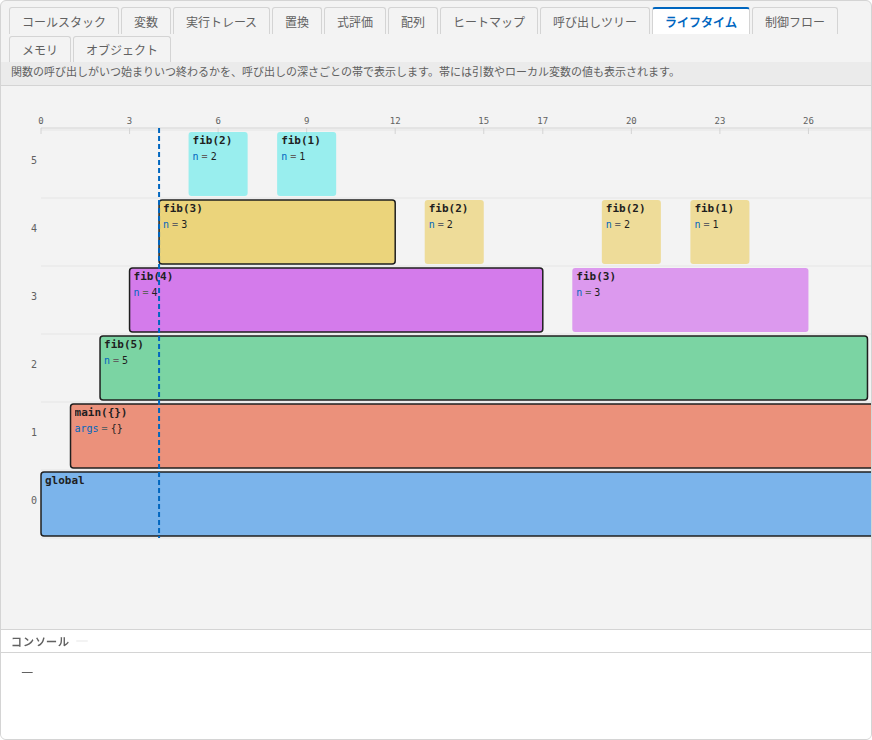 コールスタック 変数 実行トレース 置換 式評価 配列 ヒートマップ 呼び出しツリー ライフタイム 制御フロー
メモリ オブジェクト
関数の呼び出しがいつ始まりいつ終わるかを、呼び出しの深さごとの帯で表示します。帯には引数やローカル変数の値も表示されます。
0 3 6 9 12 15 17 20 23 26
fib(2) fib(1)
n = 2 n = 1
5
fib(3) fib(2) fib(2) fib(1)
n = 3 n = 2 n = 2 n = 1
4
fib(4) fib(3)
n = 4 n = 3
3
fib(5)
n = 5
2
main({})
args = {}
1
global
0
コンソール —
—